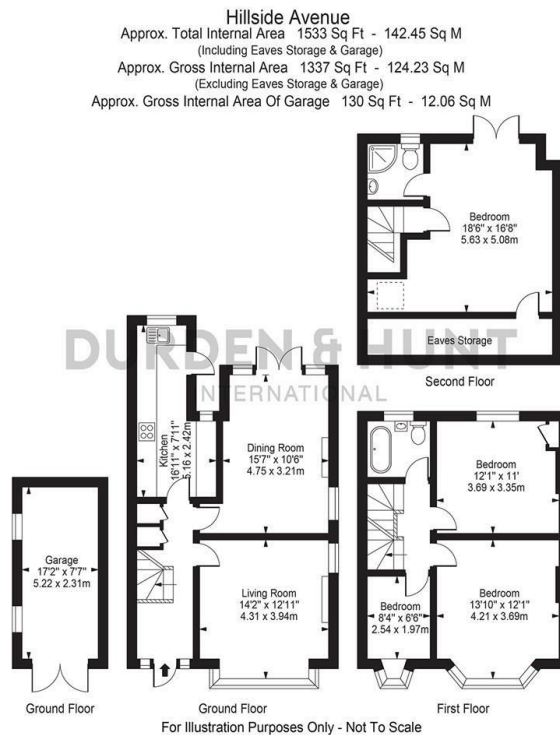 Hillside Avenue
Approx. Total Internal Area 1533 Sq Ft - 142.45 Sq M
(Including Eaves Storage & Garage)
Approx. Gross Internal Area 1337 Sq Ft - 124.23 Sq M
(Excluding Eaves Storage & Garage)
Approx. Gross Internal Area Of Garage 130 Sq Ft - 12.06 Sq M
Bedroom
18'6" x 16'8"
5.63 x 5.08m
Eaves Storage
Second Floor
DURDEN & HUNT
INTERNATIONAL
Kitchen
16'11" x 7'11"
5.16 x 2.42m
Dining Room
15'7" x 10'6"
4.75 x 3.21m
Bedroom
12'1" x 11'
3.69 x 3.35m
Garage
17'2" x 7'7"
5.22 x 2.31m
Living Room
14'2" x 12'11"
4.31 x 3.94m
Bedroom
8'4" x 6'6"
2.54 x 1.97m
Bedroom
13'10" x 12'1"
4.21 x 3.69m
Ground Floor
Ground Floor
First Floor
For Illustration Purposes Only - Not To Scale